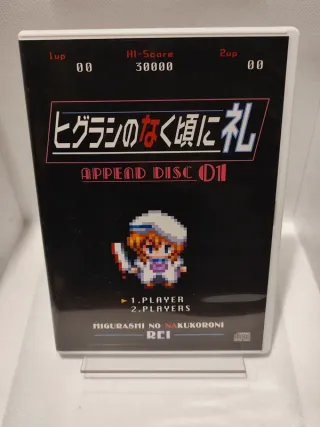 1up HI-Score 2up
00 30000 00
ヒグラシのなく頃に礼
APPEND DISC 01
►1.PLAYER
2.PLAYERS
HIGURASHI NO NAKUKORONI
REI